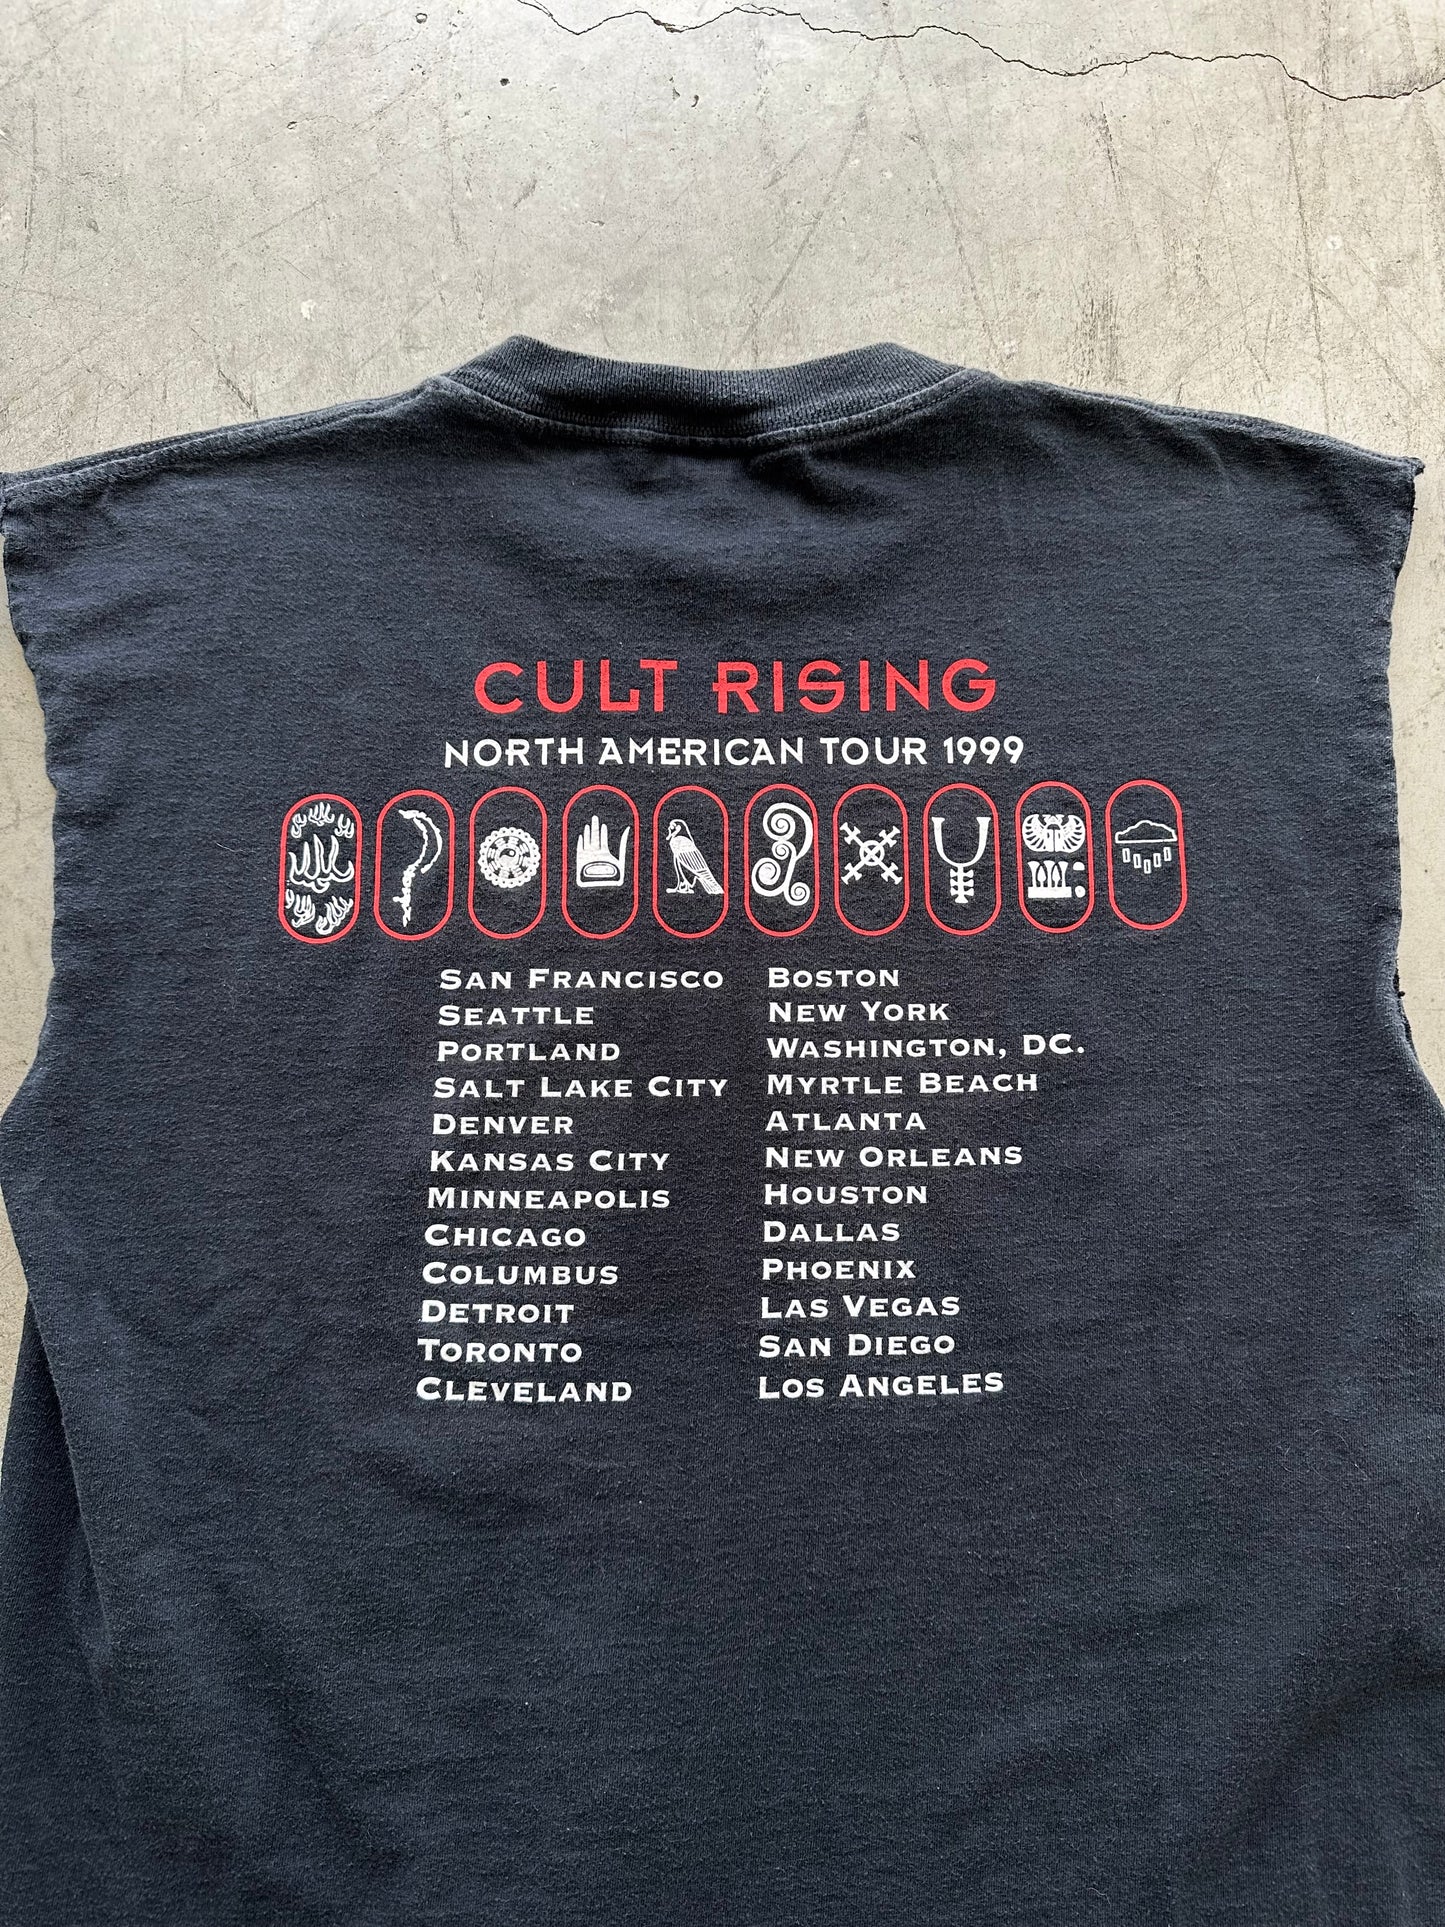 CULT RISING
NORTH AMERICAN TOUR 1999
SAN FRANCISCO
SEATTLE
PORTLAND
SALT LAKE CITY
DENVER
KANSAS CITY
MINNEAPOLIS
CHICAGO
COLUMBUS
DETROIT
TORONTO
CLEVELAND
BOSTON
NEW YORK
WASHINGTON, DC.
MYRTLE BEACH
ATLANTA
NEW ORLEANS
HOUSTON
DALLAS
PHOENIX
LAS VEGAS
SAN DIEGO
LOS ANGELES